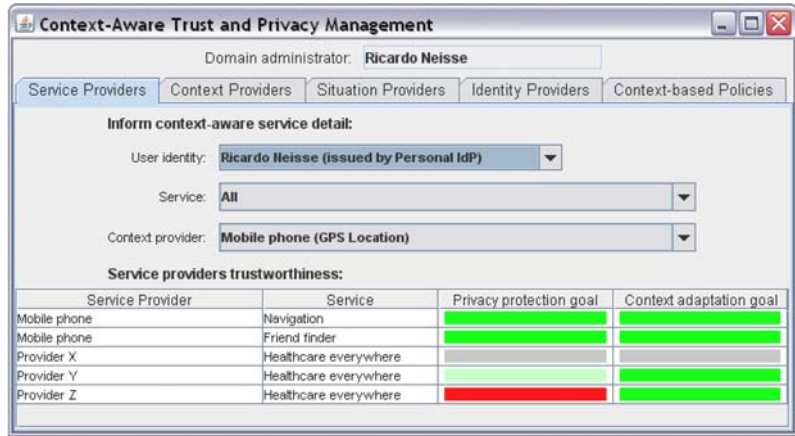 Context-Aware Trust and Privacy Management
Domain administrator: Ricardo Neisse
Service Providers Context Providers Situation Providers Identity Providers Context-based Policies
Inform context-aware service detail:
User identity: Ricardo Neisse (issued by Personal IdP)
Service: All
Context provider: Mobile phone (GPS Location)
Service providers trustworthiness:
Service Provider Service Privacy protection goal Context adaptation goal
Mobile phone Navigation
Mobile phone Friend finder
Provider X Healthcare everywhere
Provider Y Healthcare everywhere
Provider Z Healthcare everywhere